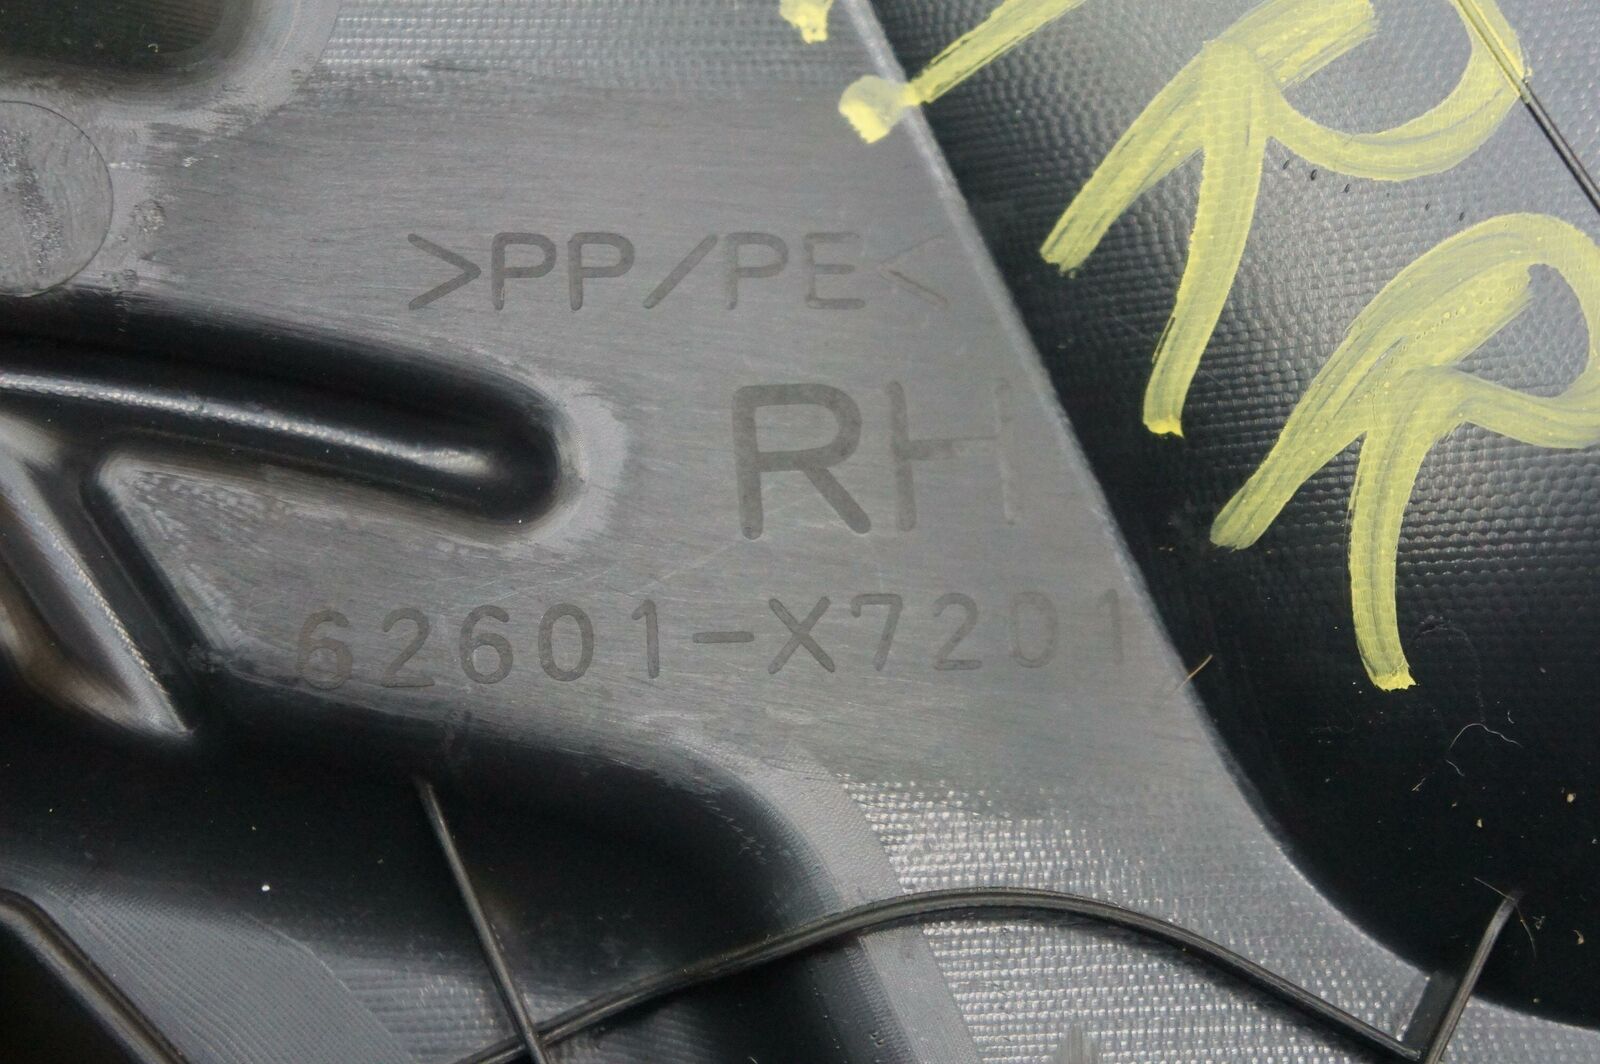 >PP/PE<
RH
62601-X7201
RR